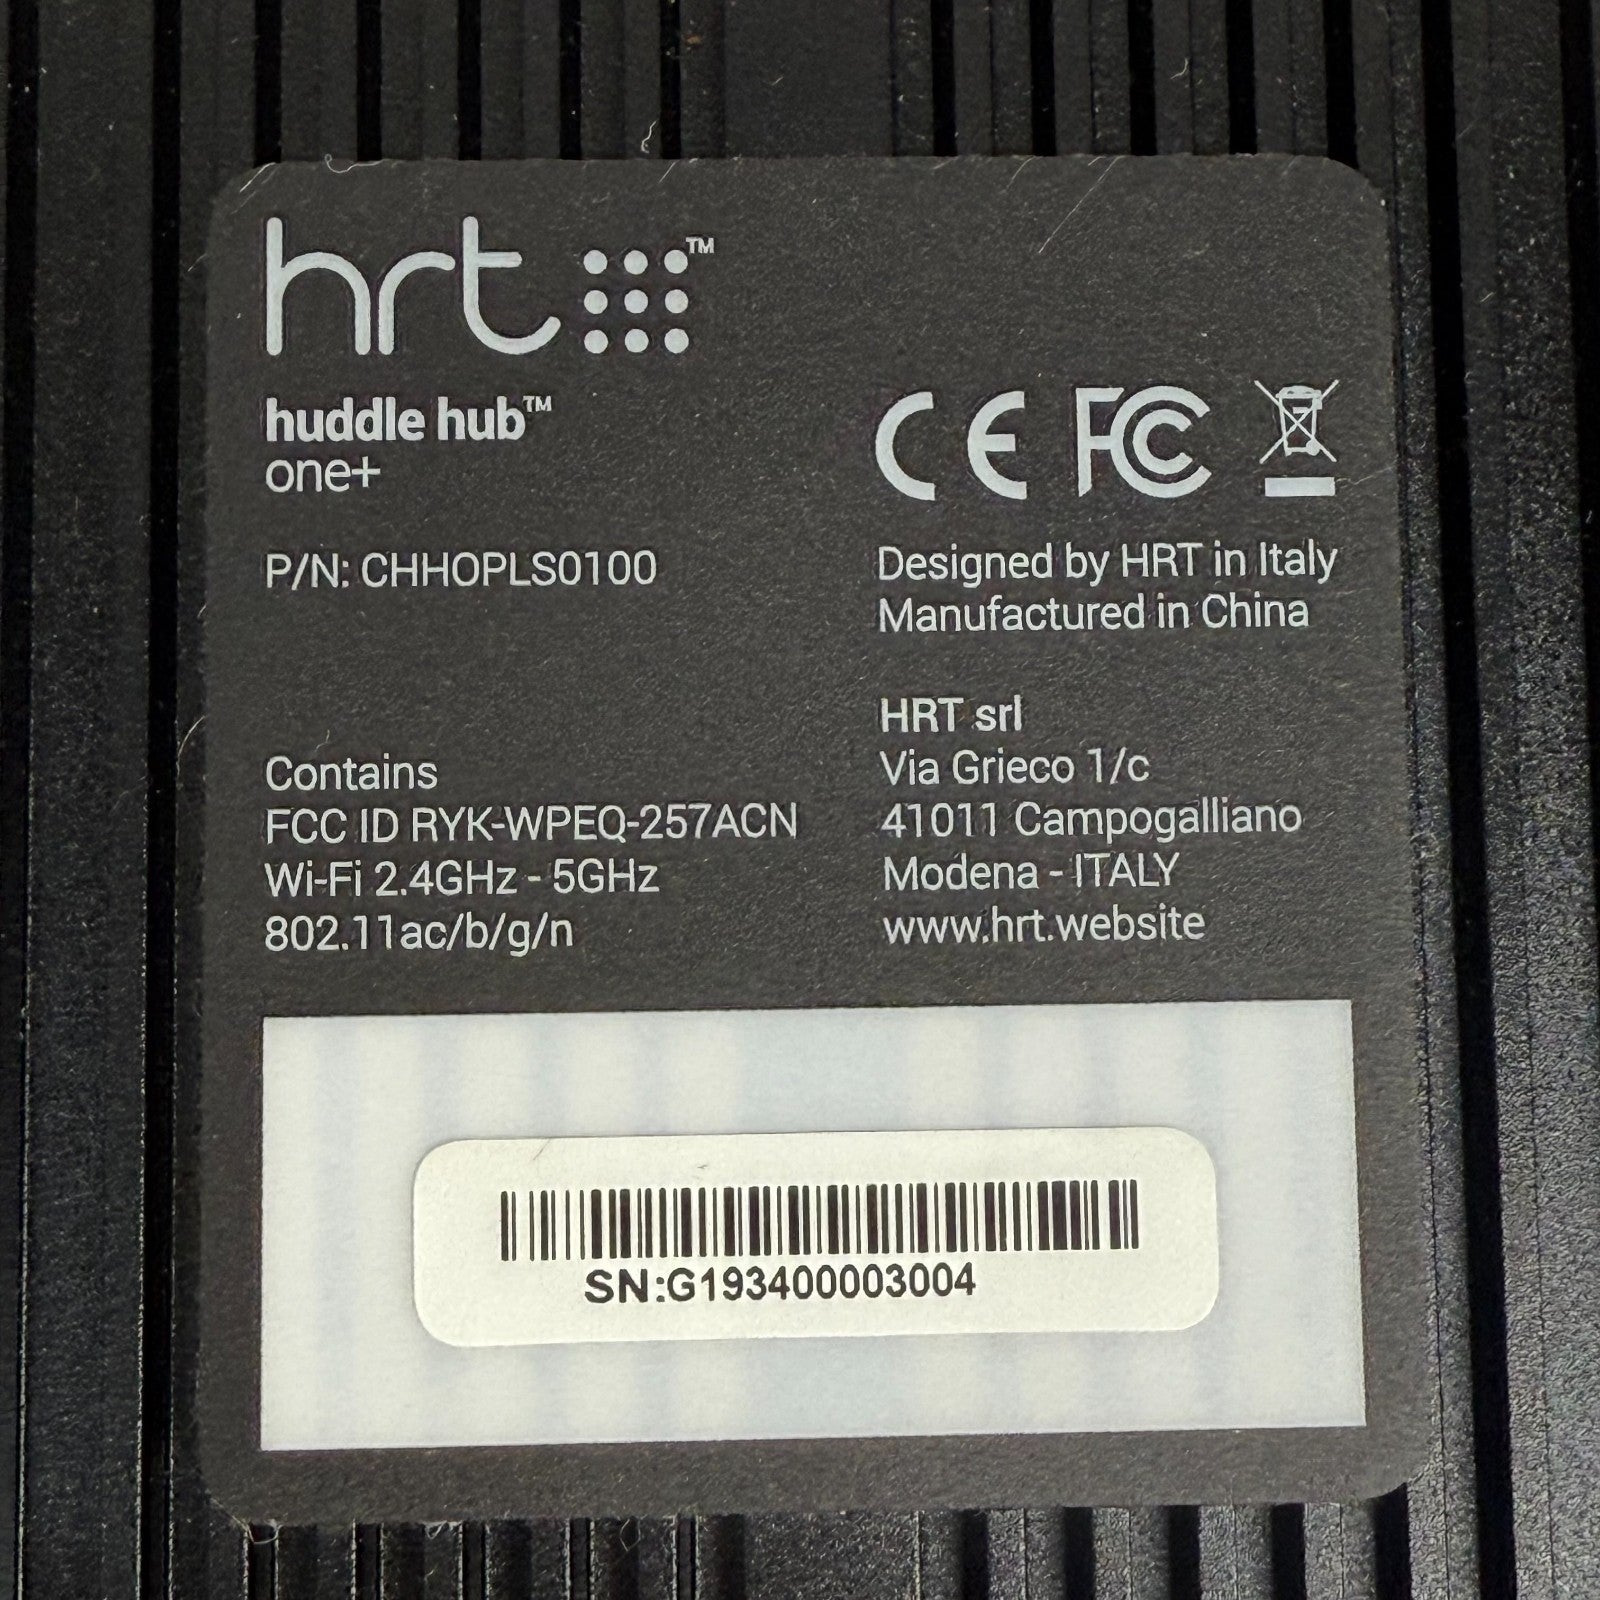 hrt™
huddle hub™
one+
P/N: CHHOPLS0100
Contains
FCC ID RYK-WPEQ-257ACN
Wi-Fi 2.4GHz - 5GHz
802.11ac/b/g/n
CE FC
Designed by HRT in Italy
Manufactured in China
HRT srl
Via Grieco 1/c
41011 Campogalliano
Modena - ITALY
www.hrt.website
SN:G193400003004